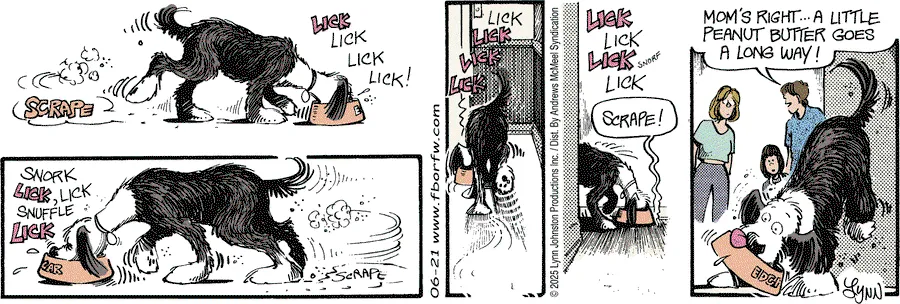 LICK
LICK
LICK
LICK!
SCRAPE
E
SNORK
LICK, LICK
SNUFFLE
LICK
GAR
SCRAPE
06-21 www.fborfw.com
LICK
LICK
LICK
LICK
© 2025 Lynn Johnston Productions Inc. / Dist. By Andrews McMeel Syndication
LICK
LICK
LICK SNORF
LICK
SCRAPE!
MOM'S RIGHT... A LITTLE
PEANUT BUTTER GOES
A LONG WAY!
EDGA
LYNN